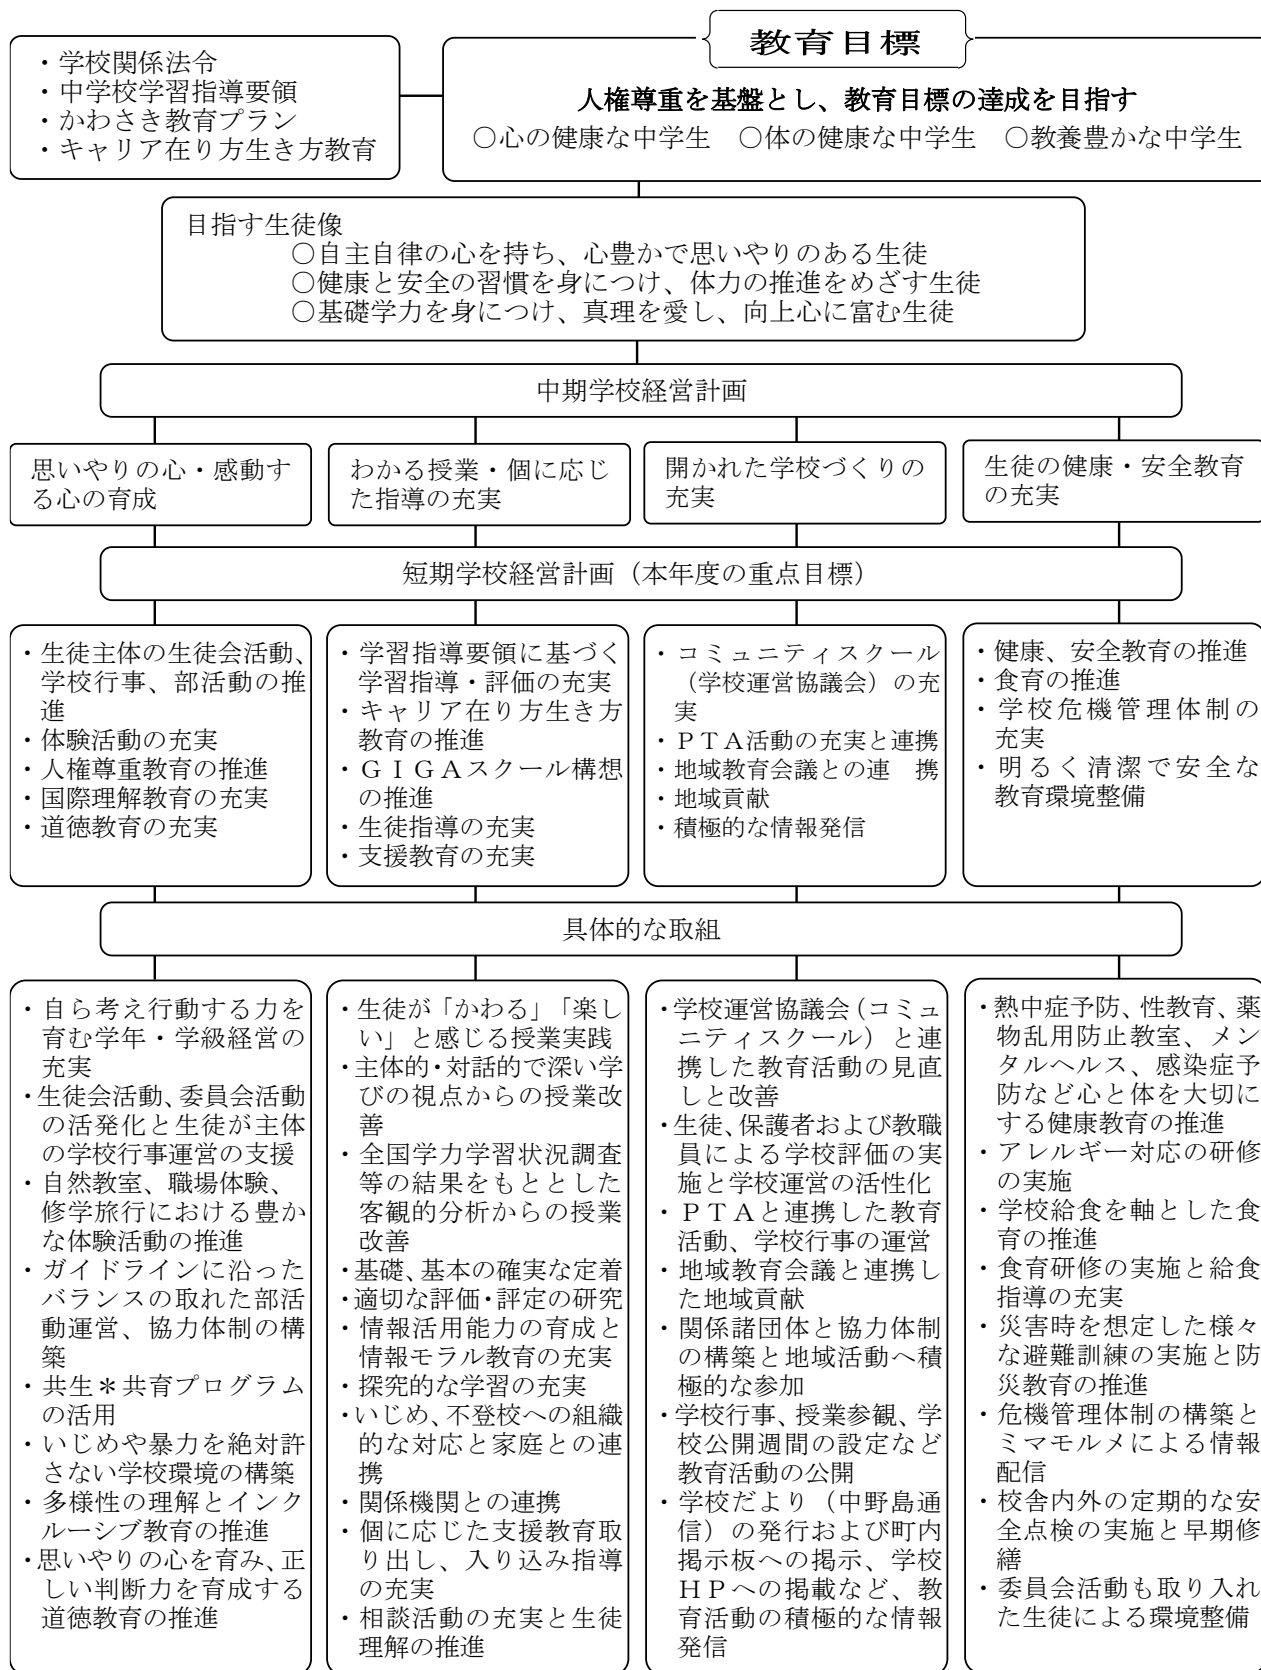 教育目標
・学校関係法令
・中学校学習指導要領
・かわさき教育プラン
・キャリア在り方生き方教育
人権尊重を基盤とし、教育目標の達成を目指す
○心の健康な中学生　○体の健康な中学生　○教養豊かな中学生
目指す生徒像
○自主自律の心を持ち、心豊かで思いやりのある生徒
○健康と安全の習慣を身につけ、体力の推進をめざす生徒
○基礎学力を身につけ、真理を愛し、向上心に富む生徒
中期学校経営計画
思いやりの心・感動す
る心の育成
わかる授業・個に応じ
た指導の充実
開かれた学校づくりの
充実
生徒の健康・安全教育
の充実
短期学校経営計画（本年度の重点目標）
・生徒主体の生徒会活動、
学校行事、部活動の推
進
・体験活動の充実
・人権尊重教育の推進
・国際理解教育の充実
・道徳教育の充実
・学習指導要領に基づく
学習指導・評価の充実
・キャリア在り方生き方
教育の推進
・ＧＩＧＡスクール構想
の推進
・生徒指導の充実
・支援教育の充実
・コミュニティスクール
（学校運営協議会）の充
実
・ＰＴＡ活動の充実と連携
・地域教育会議との連　携
・地域貢献
・積極的な情報発信
・健康、安全教育の推進
・食育の推進
・学校危機管理体制の
充実
・明るく清潔で安全な
教育環境整備
具体的な取組
・自ら考え行動する力を
育む学年・学級経営の
充実
・生徒会活動、委員会活動
の活発化と生徒が主体
の学校行事運営の支援
・自然教室、職場体験、
修学旅行における豊か
な体験活動の推進
・ガイドラインに沿った
バランスの取れた部活
動運営、協力体制の構
築
・共生＊共育プログラム
の活用
・いじめや暴力を絶対許
さない学校環境の構築
・多様性の理解とインク
ルーシブ教育の推進
・思いやりの心を育み、正
しい判断力を育成する
道徳教育の推進
・生徒が「かわる」「楽し
い」と感じる授業実践
・主体的・対話的で深い学
びの視点からの授業改
善
・全国学力学習状況調査
等の結果をもととした
客観的分析からの授業
改善
・基礎、基本の確実な定着
・適切な評価・評定の研究
・情報活用能力の育成と
情報モラル教育の充実
・探究的な学習の充実
・いじめ、不登校への組織
的な対応と家庭との連
携
・関係機関との連携
・個に応じた支援教育取
り出し、入り込み指導
の充実
・相談活動の充実と生徒
理解の推進
・学校運営協議会（コミュ
ニティスクール）と連
携した教育活動の見直
しと改善
・生徒、保護者および教職
員による学校評価の実
施と学校運営の活性化
・ＰＴＡと連携した教育
活動、学校行事の運営
・地域教育会議と連携し
た地域貢献
・関係諸団体と協力体制
の構築と地域活動へ積
極的な参加
・学校行事、授業参観、学
校公開週間の設定など
教育活動の公開
・学校だより（中野島通
信）の発行および町内
掲示板への掲示、学校
ＨＰへの掲載など、教
育活動の積極的な情報
発信
・熱中症予防、性教育、薬
物乱用防止教室、メン
タルヘルス、感染症予
防など心と体を大切に
する健康教育の推進
・アレルギー対応の研修
の実施
・学校給食を軸とした食
育の推進
・食育研修の実施と給食
指導の充実
・災害時を想定した様々
な避難訓練の実施と防
災教育の推進
・危機管理体制の構築と
ミマモルメによる情報
配信
・校舎内外の定期的な安
全点検の実施と早期修
繕
・委員会活動も取り入れ
た生徒による環境整備